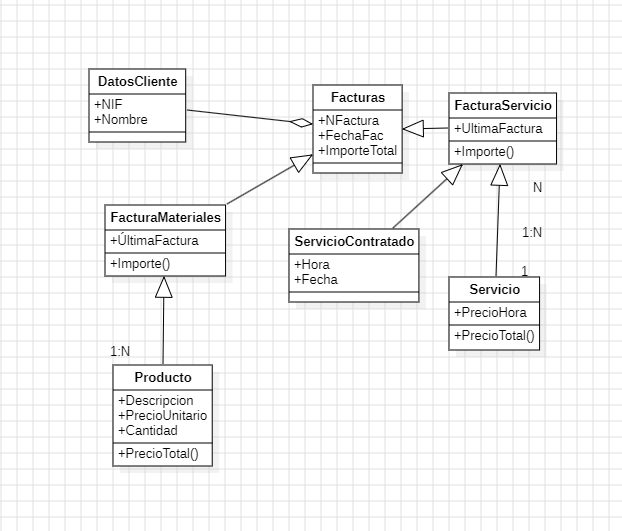 DatosCliente
+NIF
+Nombre
Facturas
+NFactura
+FechaFac
+ImporteTotal
FacturaServicio
+UltimaFactura
+Importe()
N
1:N
1
FacturaMateriales
+ÚltimaFactura
+Importe()
ServicioContratado
+Hora
+Fecha
Servicio
+PrecioHora
+PrecioTotal()
1:N
Producto
+Descripcion
+PrecioUnitario
+Cantidad
+PrecioTotal()